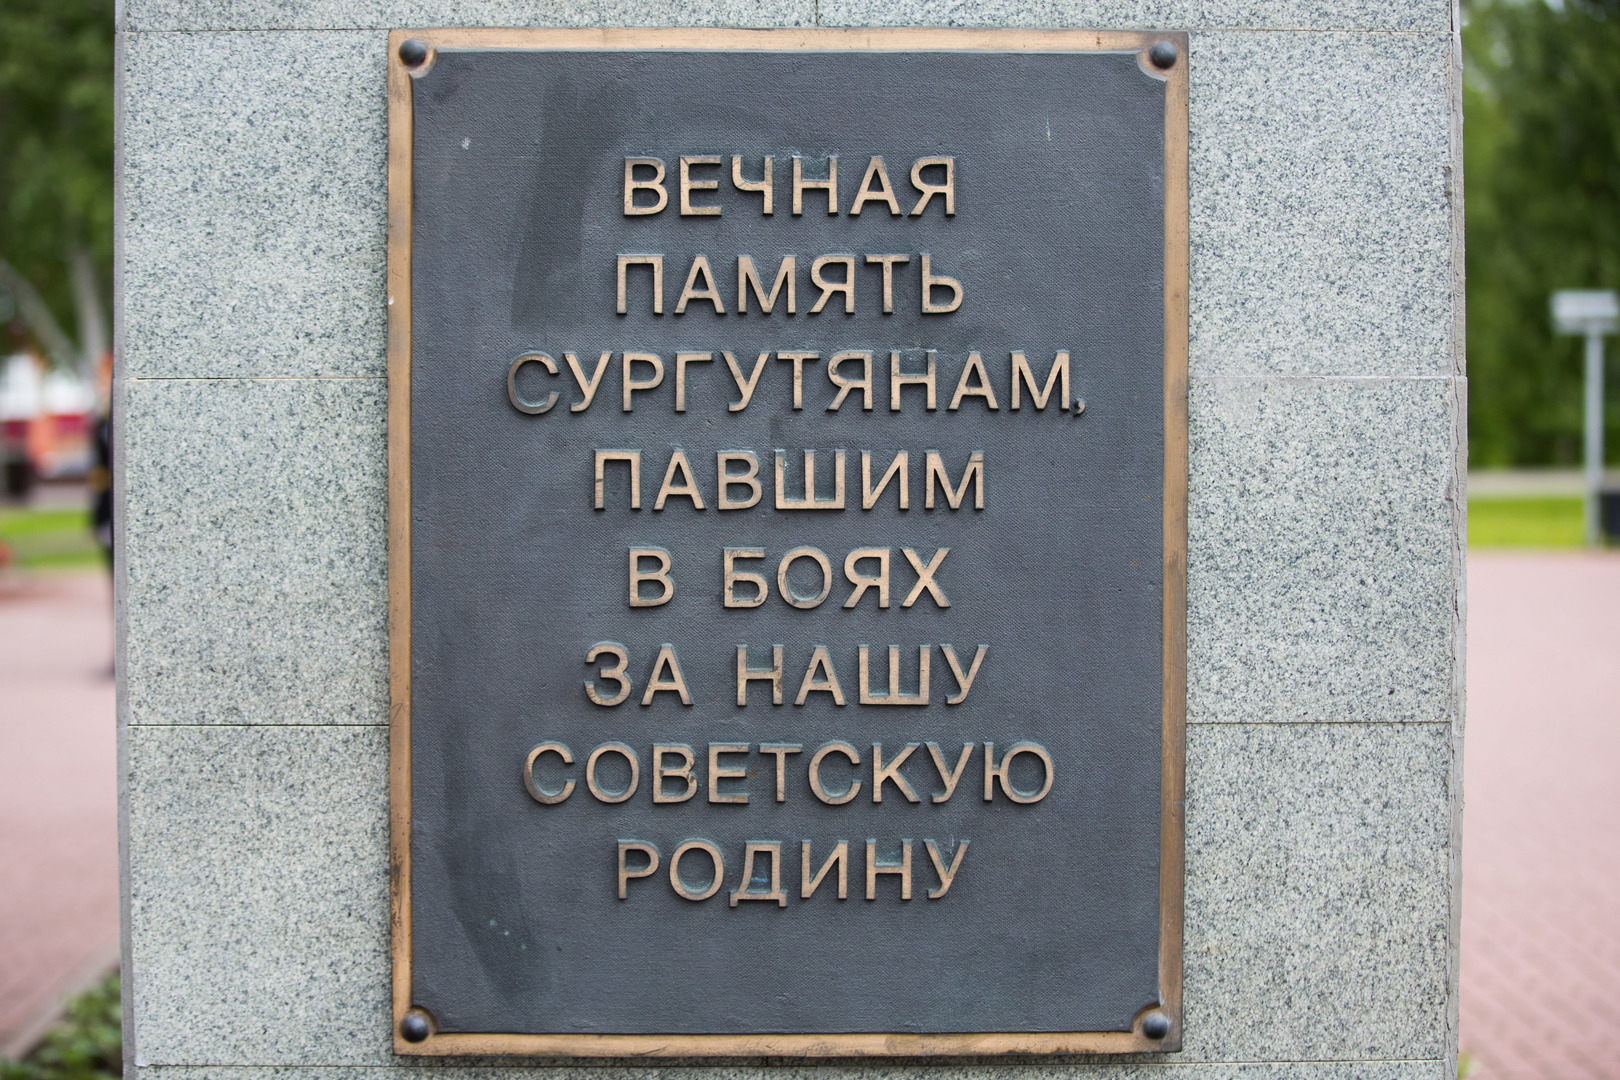 ВЕЧНАЯ
ПАМЯТЬ
СУРГУТЯНАМ,
ПАВШИМ
В БОЯХ
ЗА НАШУ
СОВЕТСКУЮ
РОДИНУ